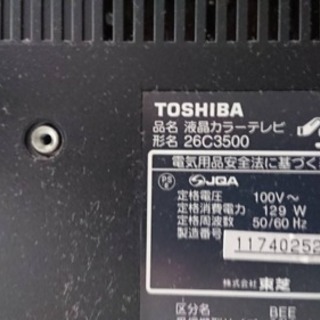 TOSHIBA
品名 液晶カラーテレビ
形名 26C3500
電気用品安全法に基づく
PS E JQA
定格電圧 100V～
定格消費電力 129 W
定格周波数 50/60 Hz
製造番号
11740252
株式会社 東芝
区分名 BEE